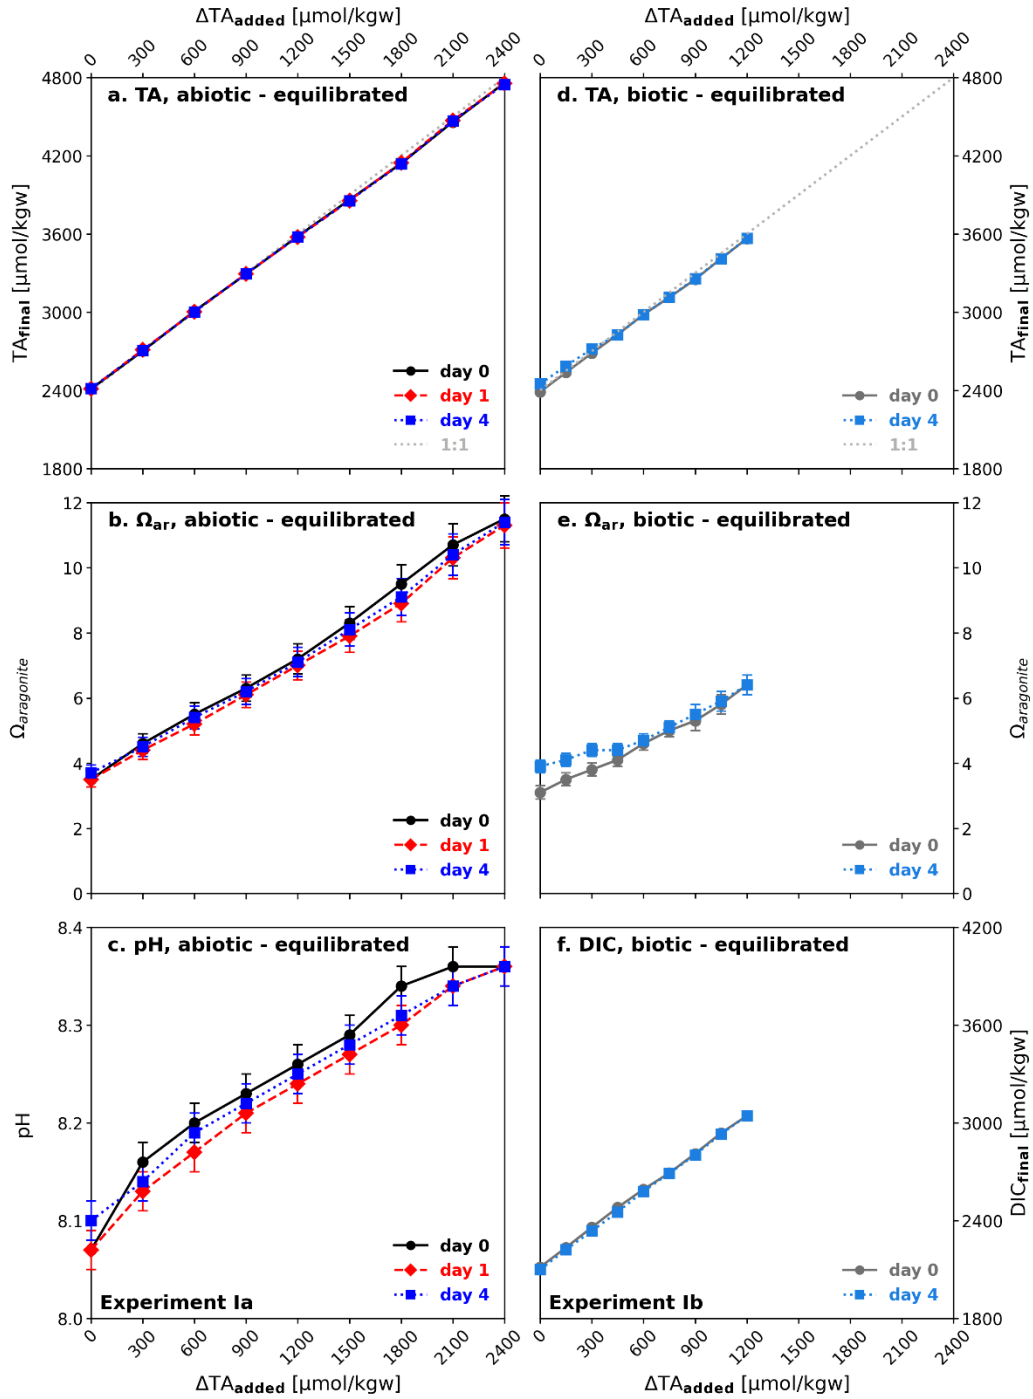 ΔTAadded [μmol/kgw]
ΔTAadded [μmol/kgw]
0 300 600 900 1200 1500 1800 2100 2400
0 300 600 900 1200 1500 1800 2100 2400
a. TA, abiotic - equilibrated
TAfinal [μmol/kgw]
4800
4200
3600
3000
2400
1800
day 0
day 1
day 4
1:1
d. TA, biotic - equilibrated
4800
4200
3600
3000
2400
1800
TAfinal [μmol/kgw]
day 0
day 4
1:1
b. Ωar, abiotic - equilibrated
Ωaragonite
12
10
8
6
4
2
0
day 0
day 1
day 4
e. Ωar, biotic - equilibrated
12
10
8
6
4
2
0
Ωaragonite
day 0
day 4
c. pH, abiotic - equilibrated
pH
8.4
8.3
8.2
8.1
8.0
day 0
day 1
day 4
Experiment Ia
f. DIC, biotic - equilibrated
4200
3600
3000
2400
1800
DICfinal [μmol/kgw]
day 0
day 4
Experiment Ib
0 300 600 900 1200 1500 1800 2100 2400
0 300 600 900 1200 1500 1800 2100 2400
ΔTAadded [μmol/kgw]
ΔTAadded [μmol/kgw]